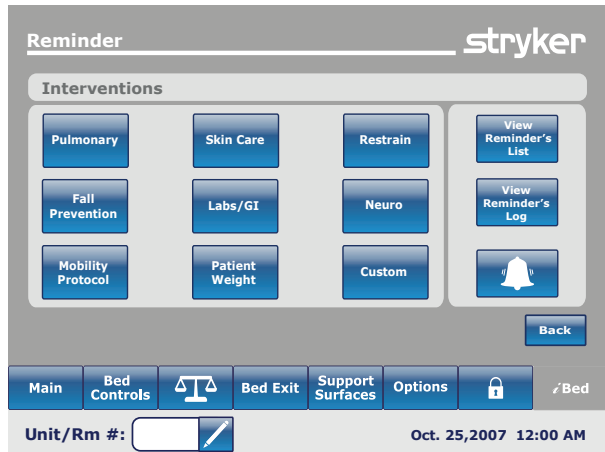 Reminder
stryker
Interventions
Pulmonary
Skin Care
Restrain
View
Reminder's
List
Fall
Prevention
Labs/GI
Neuro
View
Reminder's
Log
Mobility
Protocol
Patient
Weight
Custom
Back
Main
Bed
Controls
Bed Exit
Support
Surfaces
Options
iBed
Unit/Rm #:
Oct. 25,2007 12:00 AM